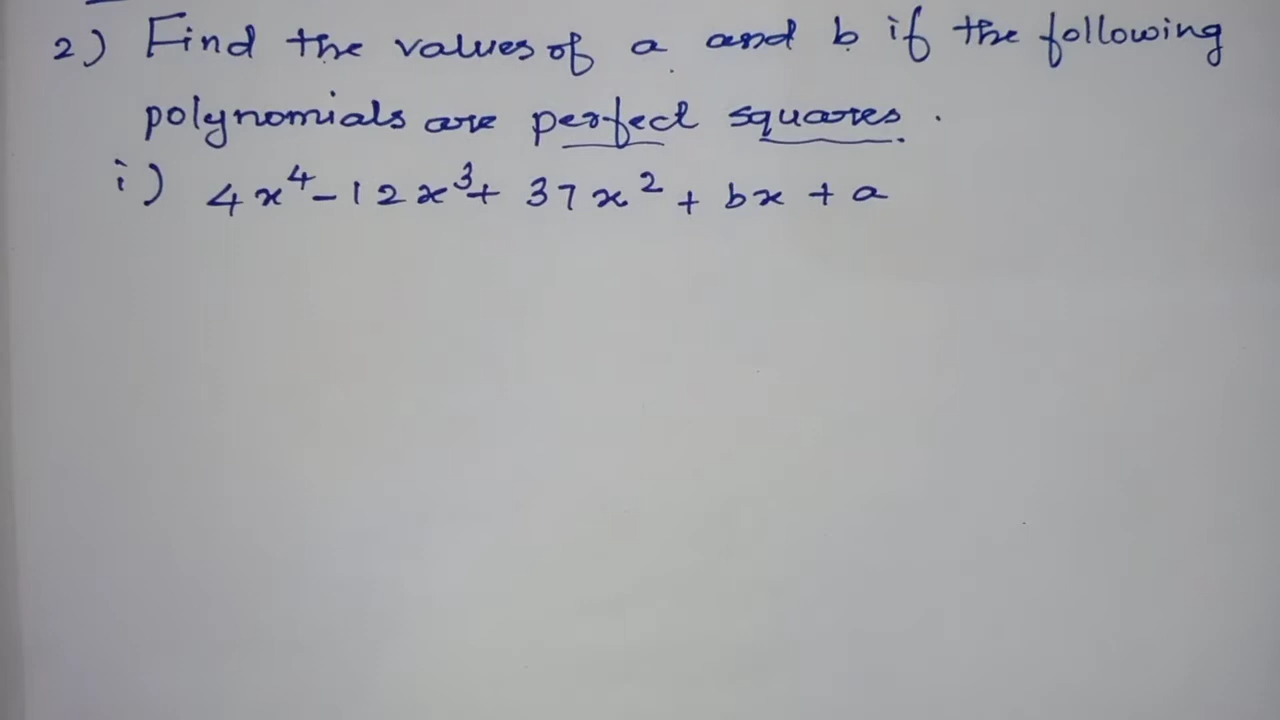 2) Find the values of a and b if the following
polynomials are perfect squares.
i) 4x⁴ - 12x³ + 37x² + bx + a